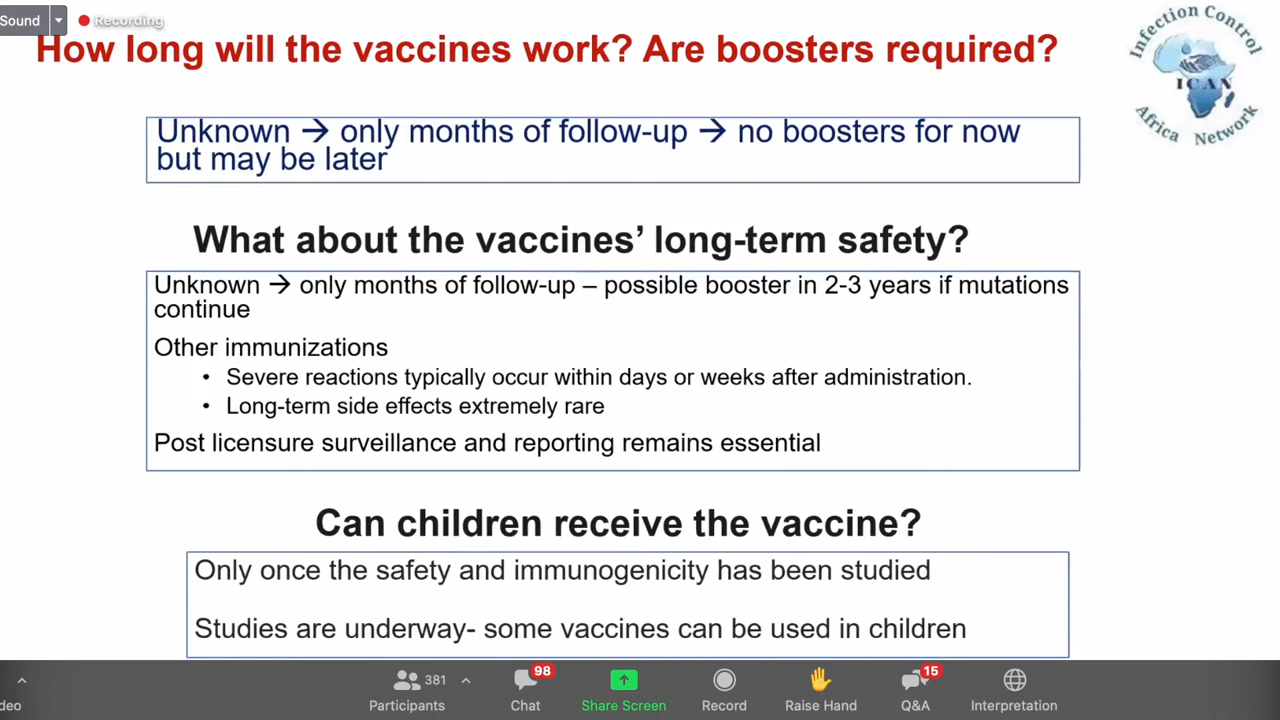 Sound
Recording
How long will the vaccines work? Are boosters required?
Infection Control
ICAN
Africa Network
Unknown → only months of follow-up → no boosters for now
but may be later
What about the vaccines’ long-term safety?
Unknown → only months of follow-up – possible booster in 2-3 years if mutations
continue
Other immunizations
• Severe reactions typically occur within days or weeks after administration.
• Long-term side effects extremely rare
Post licensure surveillance and reporting remains essential
Can children receive the vaccine?
Only once the safety and immunogenicity has been studied
Studies are underway- some vaccines can be used in children
381
98
15
deo
Participants
Chat
Share Screen
Record
Raise Hand
Q&A
Interpretation